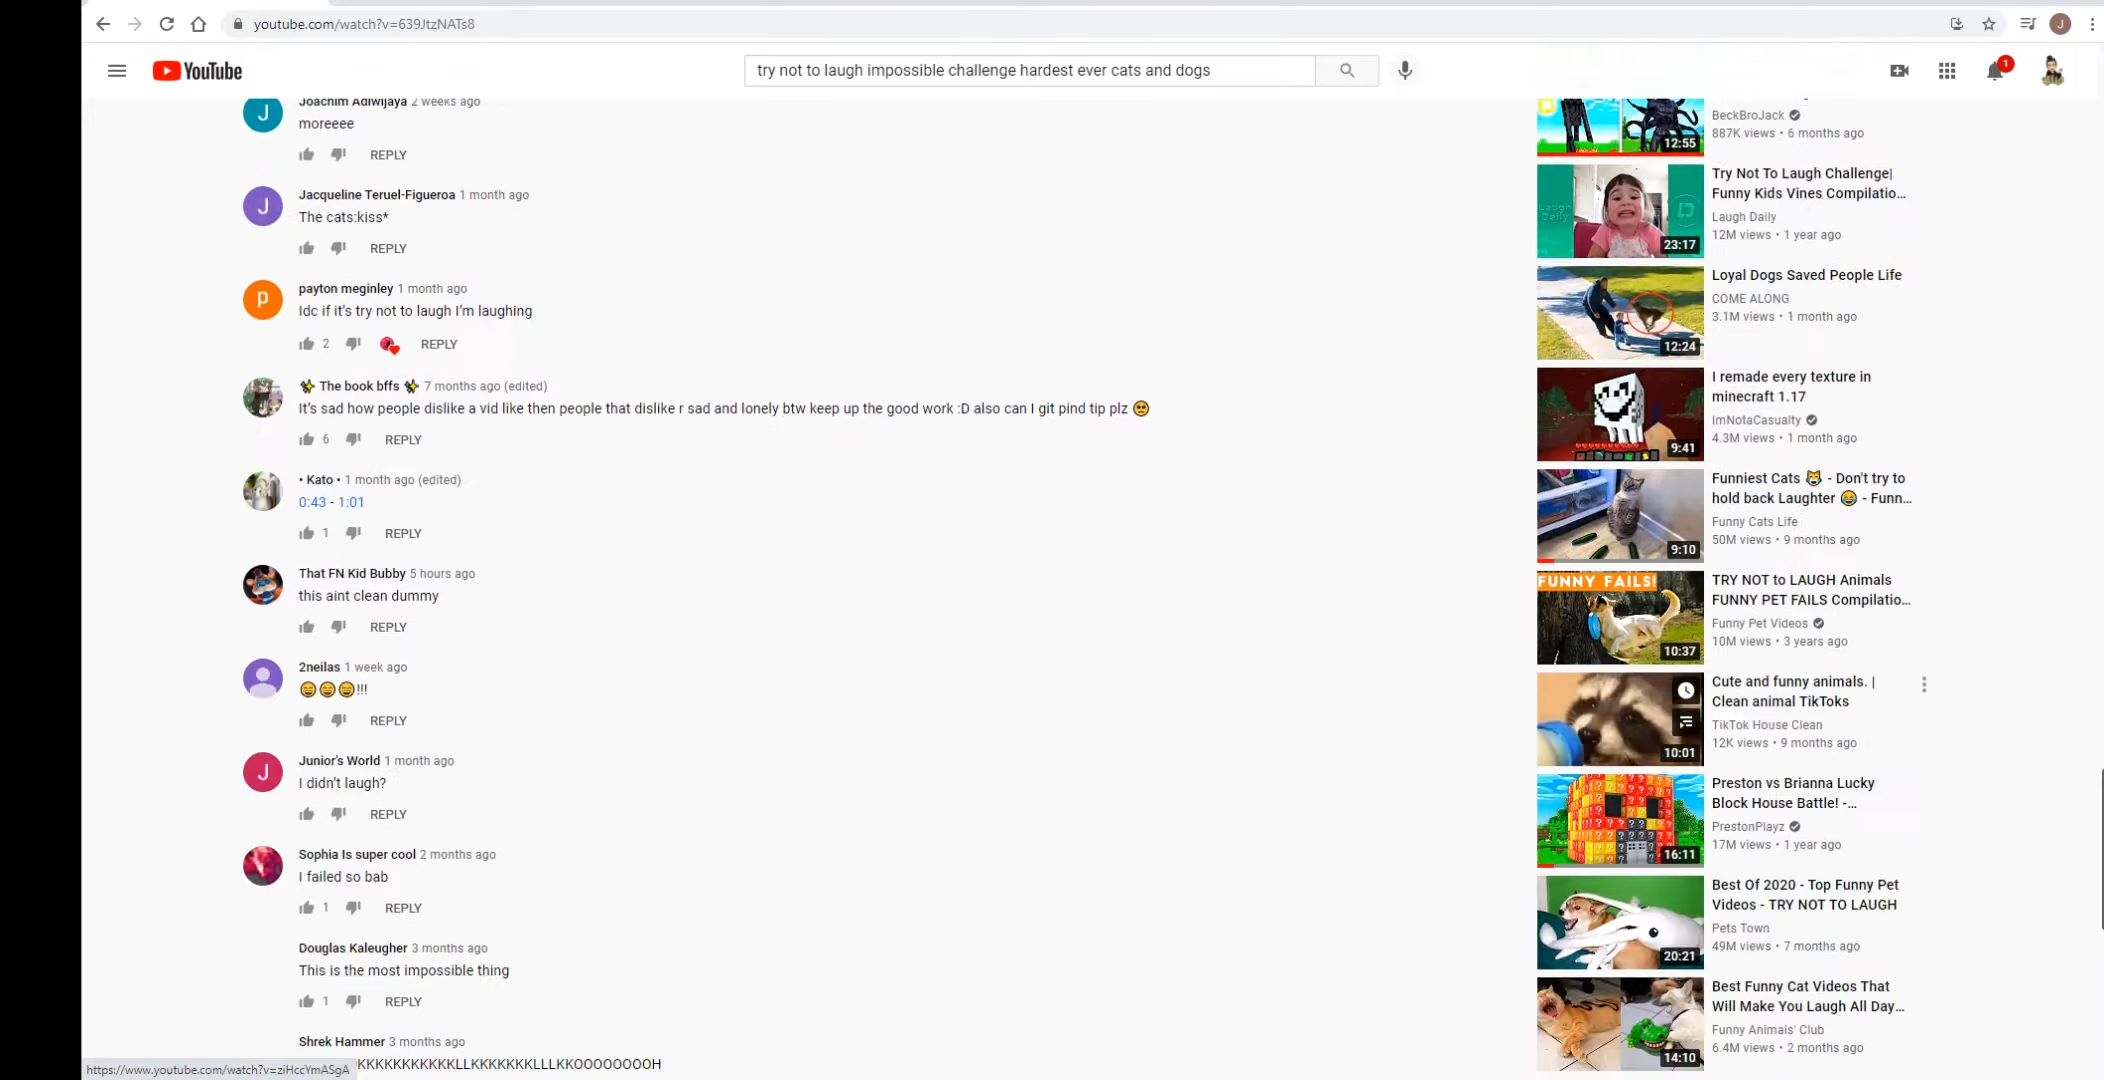 youtube.com/watch?v=639JtzNATs8
J
YouTube
try not to laugh impossible challenge hardest ever cats and dogs
1
J
Joachim Adiwijaya 2 weeks ago
moreeee
REPLY
J
Jacqueline Teruel-Figueroa 1 month ago
The cats:kiss*
REPLY
p
payton meginley 1 month ago
Idc if it's try not to laugh I'm laughing
2 REPLY
✨ The book bffs ✨ 7 months ago (edited)
It's sad how people dislike a vid like then people that dislike r sad and lonely btw keep up the good work :D also can I git pind tip plz 🥺
6 REPLY
• Kato • 1 month ago (edited)
0:43 - 1:01
1 REPLY
That FN Kid Bubby 5 hours ago
this aint clean dummy
REPLY
2neilas 1 week ago
😄😄😄!!!
REPLY
J
Junior's World 1 month ago
I didn't laugh?
REPLY
Sophia Is super cool 2 months ago
I failed so bab
1 REPLY
Douglas Kaleugher 3 months ago
This is the most impossible thing
1 REPLY
Shrek Hammer 3 months ago
KKKKKKKKKKKLLKKKKKKKLLLKKOOOOOOOOH
https://www.youtube.com/watch?v=ziHccYmASgA
12:55
BeckBroJack
887K views • 6 months ago
Laugh Daily
23:17
Try Not To Laugh Challenge|
Funny Kids Vines Compilatio...
Laugh Daily
12M views • 1 year ago
12:24
Loyal Dogs Saved People Life
COME ALONG
3.1M views • 1 month ago
9:41
I remade every texture in
minecraft 1.17
ImNotaCasualty
4.3M views • 1 month ago
9:10
Funniest Cats 😹 - Don't try to
hold back Laughter 😂 - Funn...
Funny Cats Life
50M views • 9 months ago
FUNNY FAILS!
10:37
TRY NOT to LAUGH Animals
FUNNY PET FAILS Compilatio...
Funny Pet Videos
10M views • 3 years ago
10:01
Cute and funny animals. |
Clean animal TikToks
TikTok House Clean
12K views • 9 months ago
16:11
Preston vs Brianna Lucky
Block House Battle! -...
PrestonPlayz
17M views • 1 year ago
20:21
Best Of 2020 - Top Funny Pet
Videos - TRY NOT TO LAUGH
Pets Town
49M views • 7 months ago
14:10
Best Funny Cat Videos That
Will Make You Laugh All Day...
Funny Animals' Club
6.4M views • 2 months ago